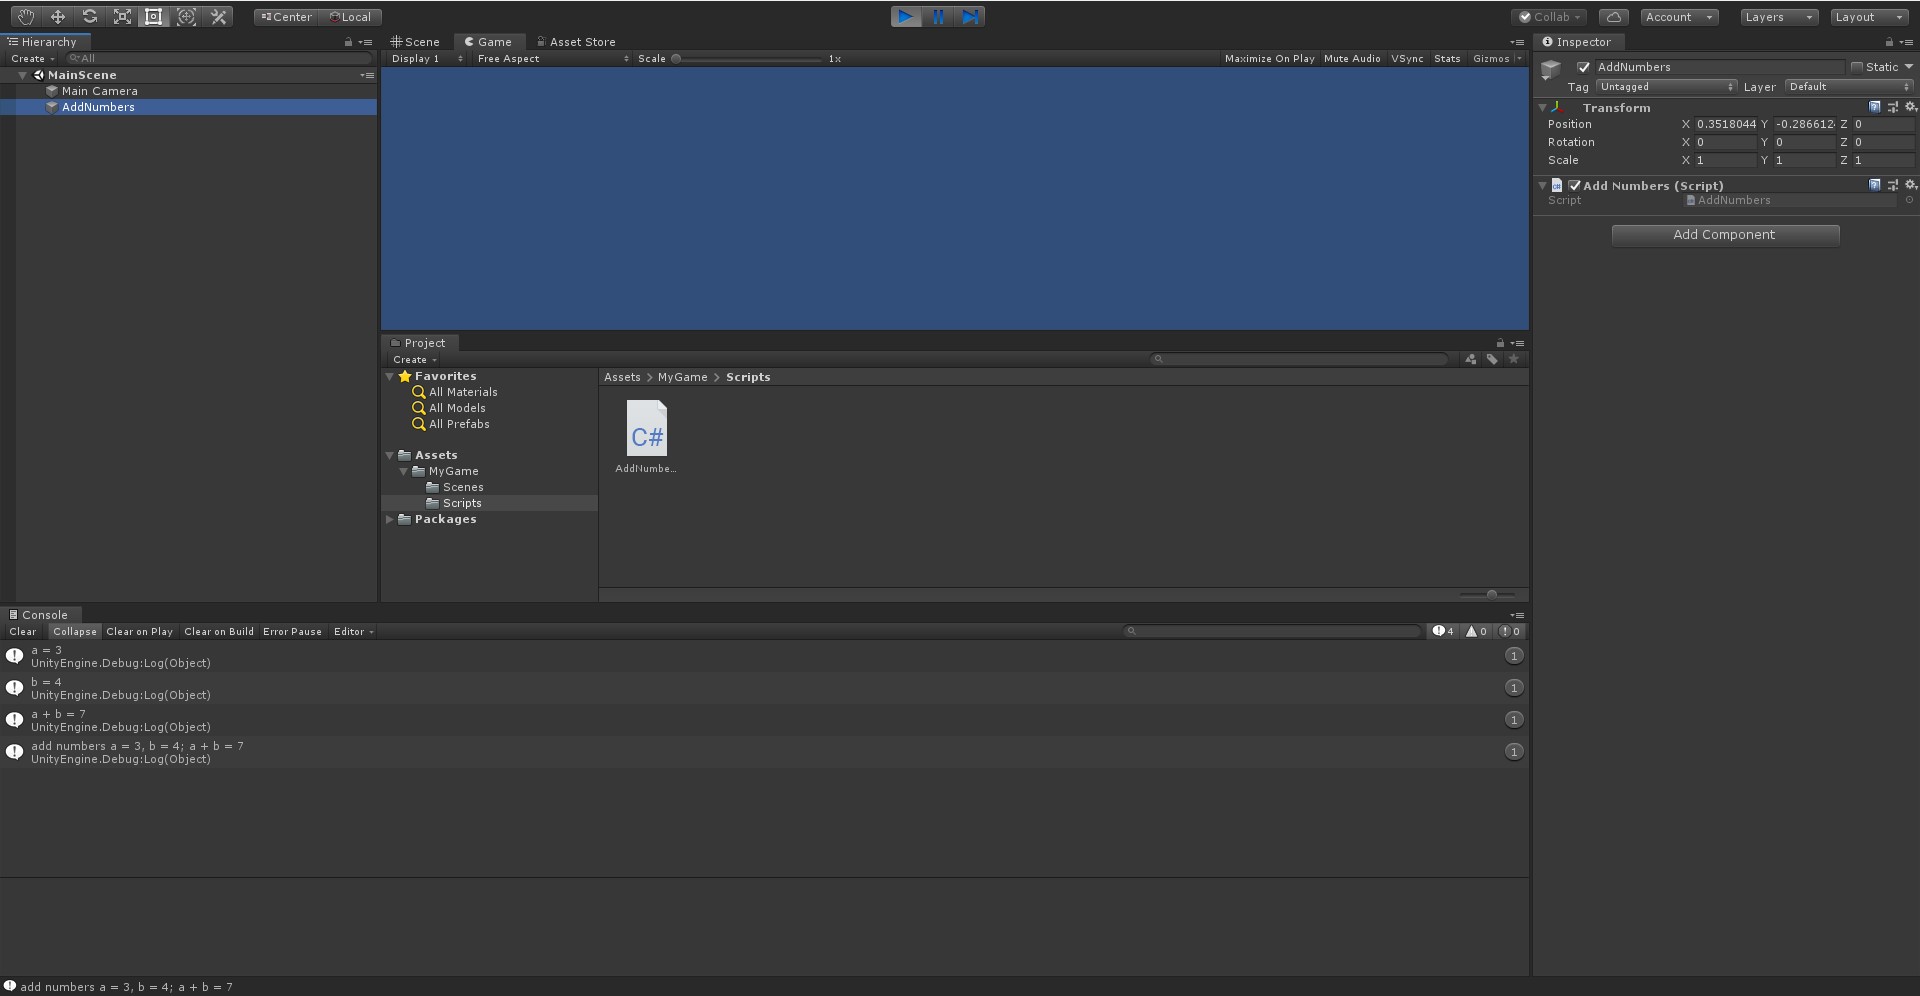 Center Local Collab Account Layers Layout
Hierarchy
Create All
MainScene
Main Camera
AddNumbers
Scene Game Asset Store
Display 1 Free Aspect Scale 1x Maximize On Play Mute Audio VSync Stats Gizmos
Project
Create
Favorites
All Materials
All Models
All Prefabs
Assets
MyGame
Scenes
Scripts
Packages
Assets > MyGame > Scripts
C#
AddNumbe...
Inspector
AddNumbers Static
Tag Untagged Layer Default
Transform
Position X 0.3518044 Y -0.286612 Z 0
Rotation X 0 Y 0 Z 0
Scale X 1 Y 1 Z 1
Add Numbers (Script)
Script AddNumbers
Add Component
Console
Clear Collapse Clear on Play Clear on Build Error Pause Editor 4 0 0
a = 3 1
UnityEngine.Debug:Log(Object)
b = 4 1
UnityEngine.Debug:Log(Object)
a + b = 7 1
UnityEngine.Debug:Log(Object)
add numbers a = 3, b = 4; a + b = 7 1
UnityEngine.Debug:Log(Object)
add numbers a = 3, b = 4; a + b = 7